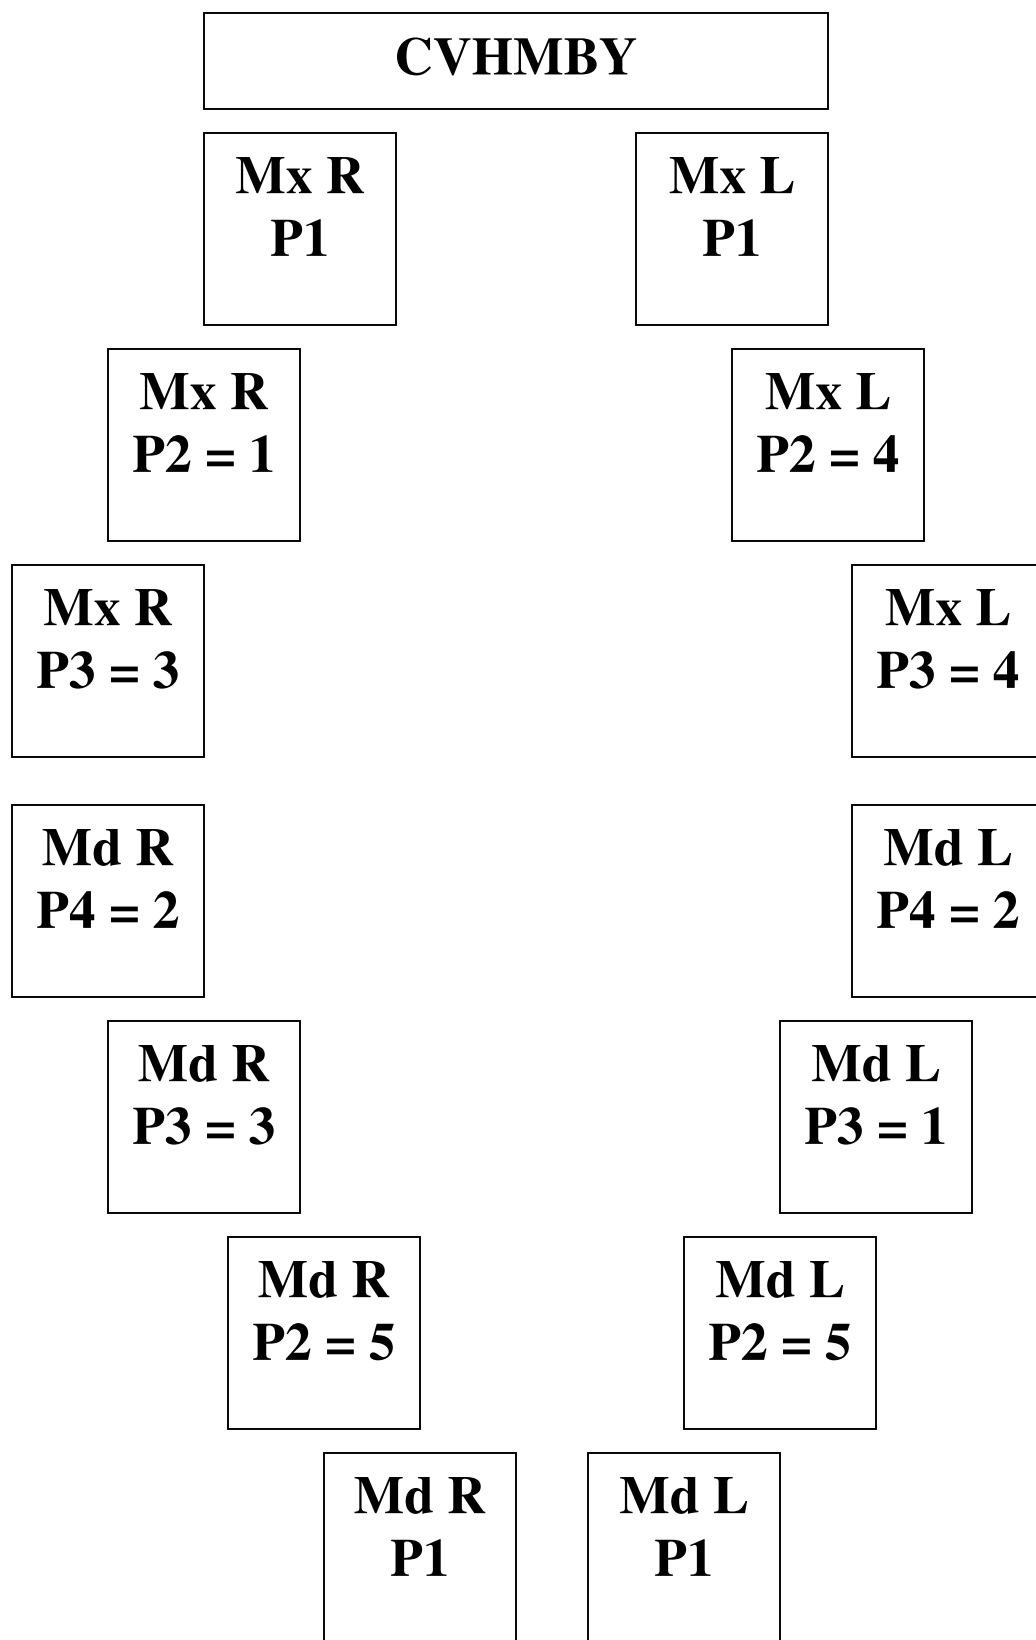 CVHMBY
Mx R
P1
Mx L
P1
Mx R
P2 = 1
Mx L
P2 = 4
Mx R
P3 = 3
Mx L
P3 = 4
Md R
P4 = 2
Md L
P4 = 2
Md R
P3 = 3
Md L
P3 = 1
Md R
P2 = 5
Md L
P2 = 5
Md R
P1
Md L
P1